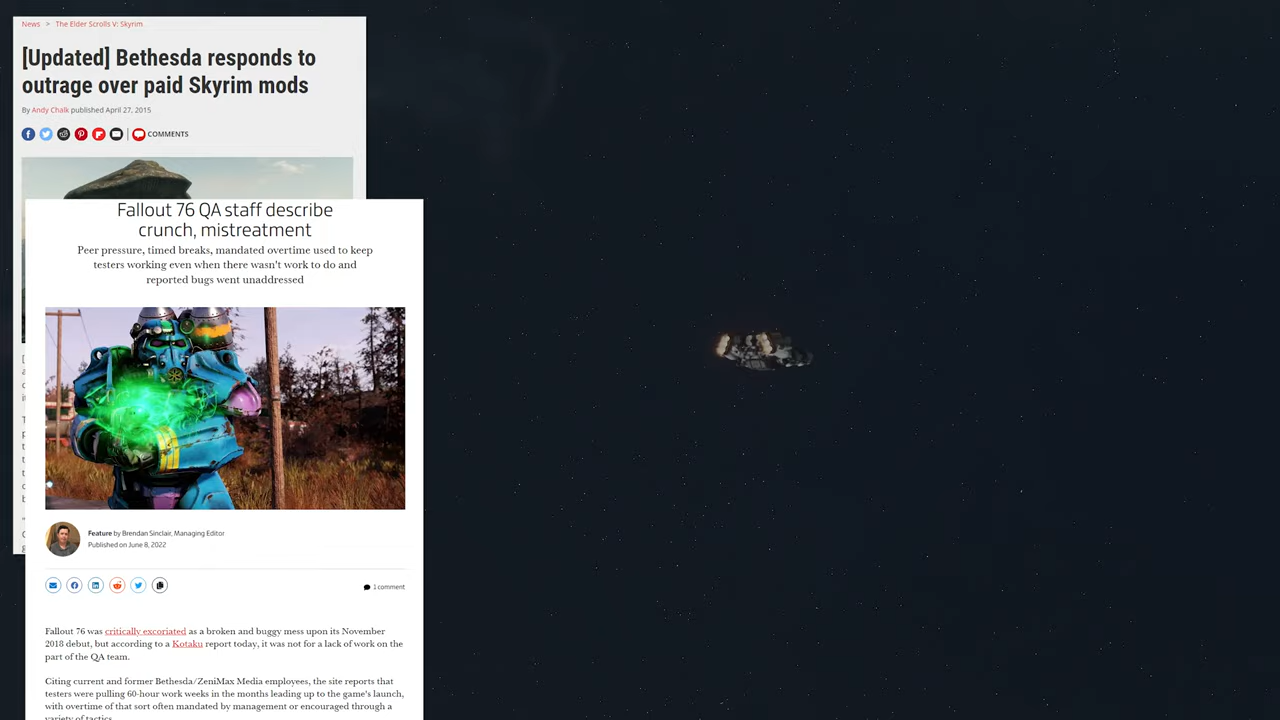 News > The Elder Scrolls V: Skyrim
[Updated] Bethesda responds to
outrage over paid Skyrim mods
By Andy Chalk published April 27, 2015
COMMENTS
Fallout 76 QA staff describe
crunch, mistreatment
Peer pressure, timed breaks, mandated overtime used to keep
testers working even when there wasn't work to do and
reported bugs went unaddressed
Feature by Brendan Sinclair, Managing Editor
Published on June 8, 2022
1 comment
Fallout 76 was critically excoriated as a broken and buggy mess upon its November
2018 debut, but according to a Kotaku report today, it was not for a lack of work on the
part of the QA team.
Citing current and former Bethesda/ZeniMax Media employees, the site reports that
testers were pulling 60-hour work weeks in the months leading up to the game's launch,
with overtime of that sort often mandated by management or encouraged through a
variety of tactics.